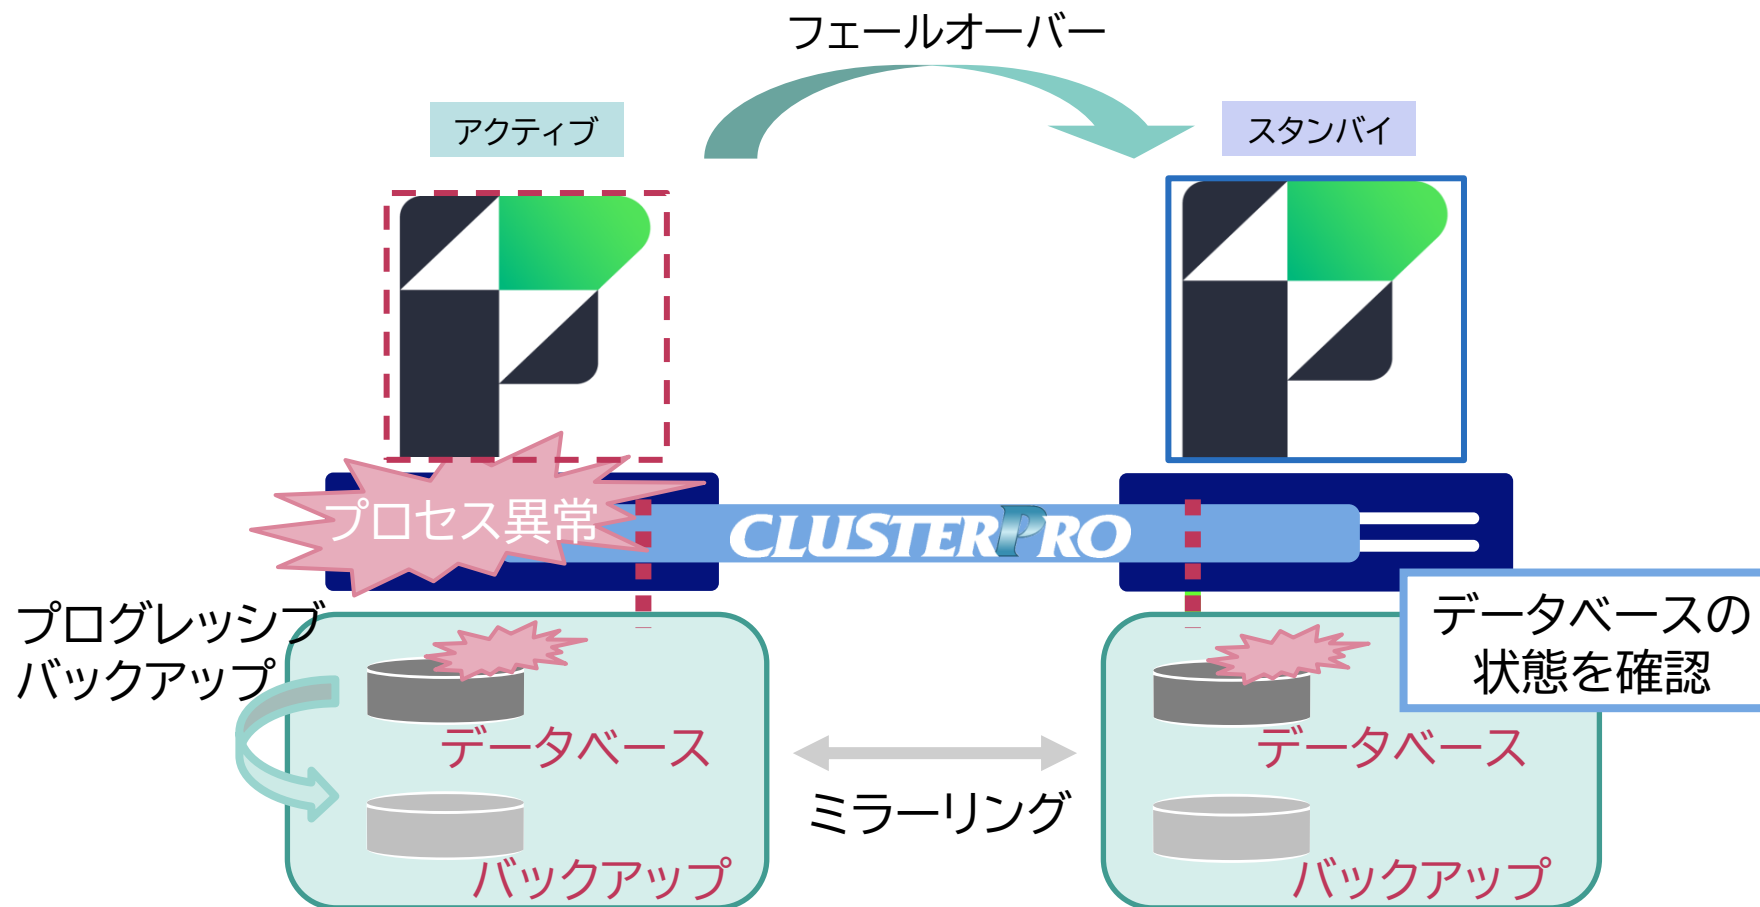 フェールオーバー
アクティブ
スタンバイ
プロセス異常
CLUSTERPRO
プログレッシブ
バックアップ
データベースの
状態を確認
データベース
データベース
ミラーリング
バックアップ
バックアップ